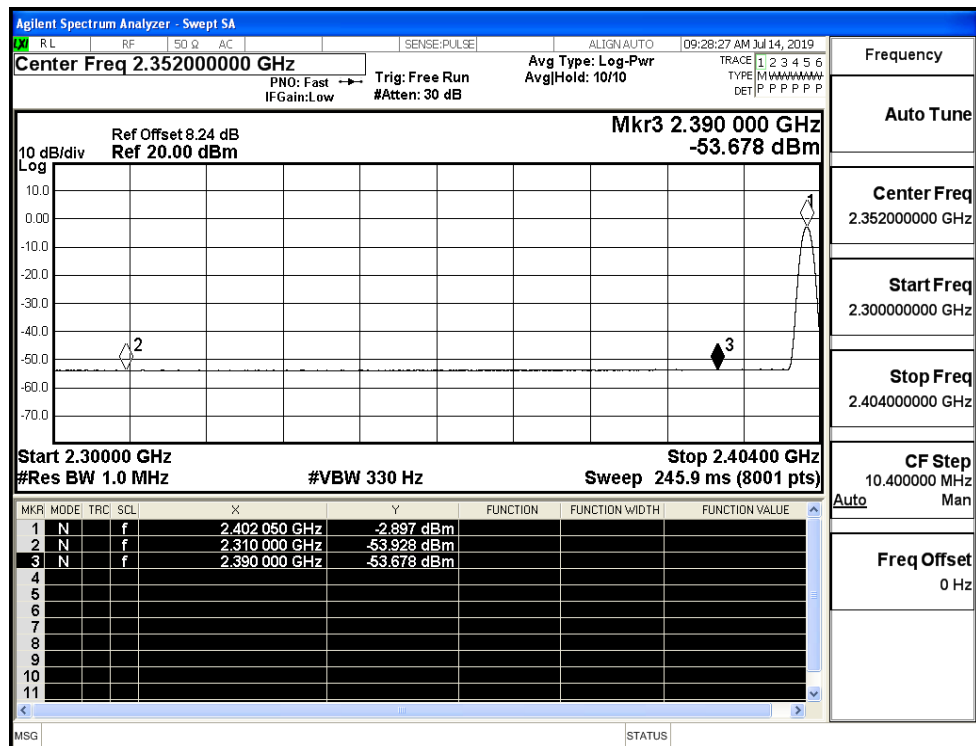 Agilent Spectrum Analyzer - Swept SA
LXI RL RF 50 Ω AC SENSE:PULSE ALIGN AUTO 09:28:27 AM Jul 14, 2019
Center Freq 2.352000000 GHz
PNO: Fast
IFGain:Low
Trig: Free Run
#Atten: 30 dB
Avg Type: Log-Pwr
Avg|Hold: 10/10
TRACE 1 2 3 4 5 6
TYPE M WWWWW
DET P P P P P P
Ref Offset 8.24 dB
10 dB/div Ref 20.00 dBm
Log
Mkr3 2.390 000 GHz
-53.678 dBm
10.0
0.00
-10.0
-20.0
-30.0
-40.0
-50.0
-60.0
-70.0
1
2
3
Start 2.30000 GHz Stop 2.40400 GHz
#Res BW 1.0 MHz #VBW 330 Hz Sweep 245.9 ms (8001 pts)
MKR MODE TRC SCL X Y FUNCTION FUNCTION WIDTH FUNCTION VALUE
1 N f 2.402 050 GHz -2.897 dBm
2 N f 2.310 000 GHz -53.928 dBm
3 N f 2.390 000 GHz -53.678 dBm
4
5
6
7
8
9
10
11
MSG STATUS
Frequency
Auto Tune
Center Freq
2.352000000 GHz
Start Freq
2.300000000 GHz
Stop Freq
2.404000000 GHz
CF Step
10.400000 MHz
Auto Man
Freq Offset
0 Hz